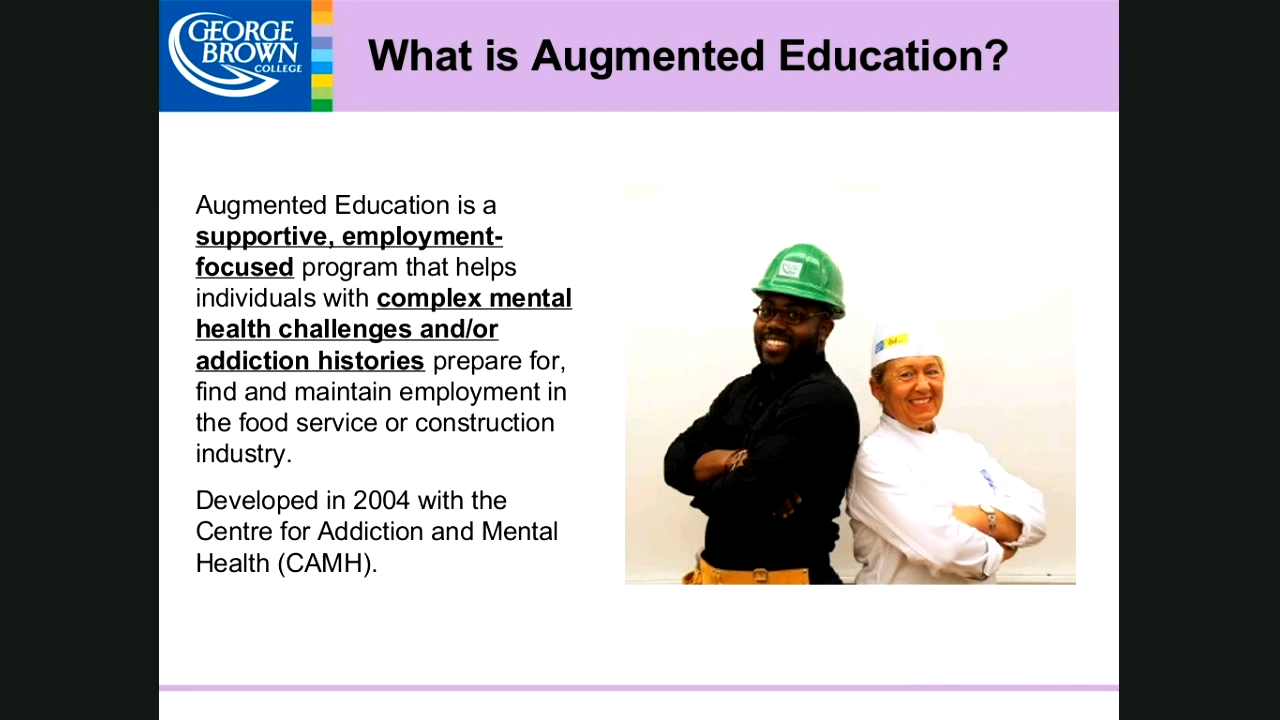 GEORGE
BROWN
COLLEGE
What is Augmented Education?
Augmented Education is a
supportive, employment-
focused program that helps
individuals with complex mental
health challenges and/or
addiction histories prepare for,
find and maintain employment in
the food service or construction
industry.
Developed in 2004 with the
Centre for Addiction and Mental
Health (CAMH).